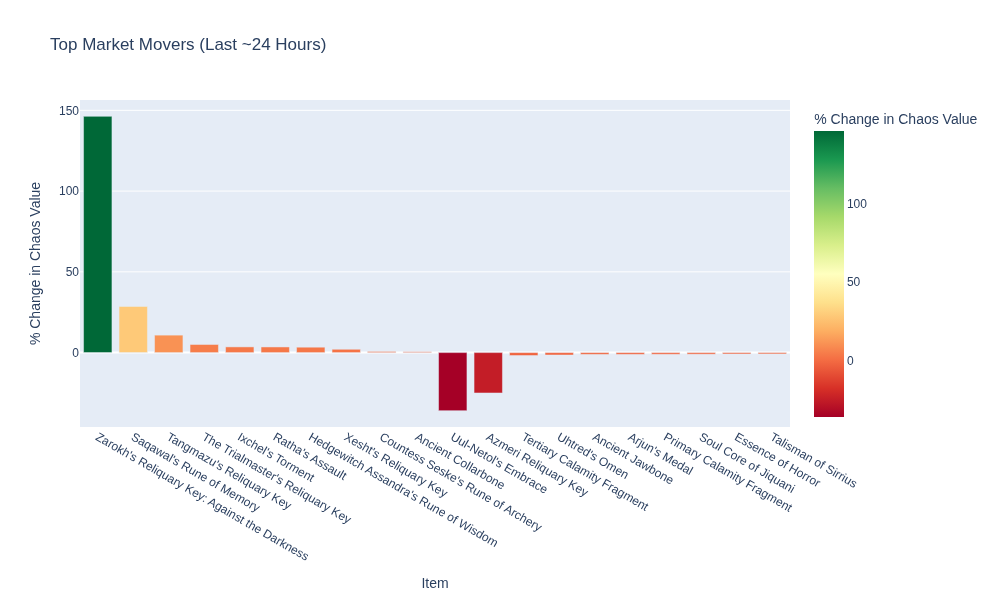 Top Market Movers (Last ~24 Hours)
% Change in Chaos Value
% Change in Chaos Value
150
100
50
0
100
50
0
Zarokh's Reliquary Key: Against the Darkness
Saqawal's Rune of Memory
Tangmazu's Reliquary Key
The Trialmaster's Reliquary Key
Ixchel's Torment
Ratha's Assault
Hedgewitch Assandra's Rune of Wisdom
Xesht's Reliquary Key
Countess Seske's Rune of Archery
Ancient Collarbone
Uul-Netol's Embrace
Azmeri Reliquary Key
Tertiary Calamity Fragment
Uhtred's Omen
Ancient Jawbone
Arjun's Medal
Primary Calamity Fragment
Soul Core of Jiquani
Essence of Horror
Talisman of Sirrius
Item